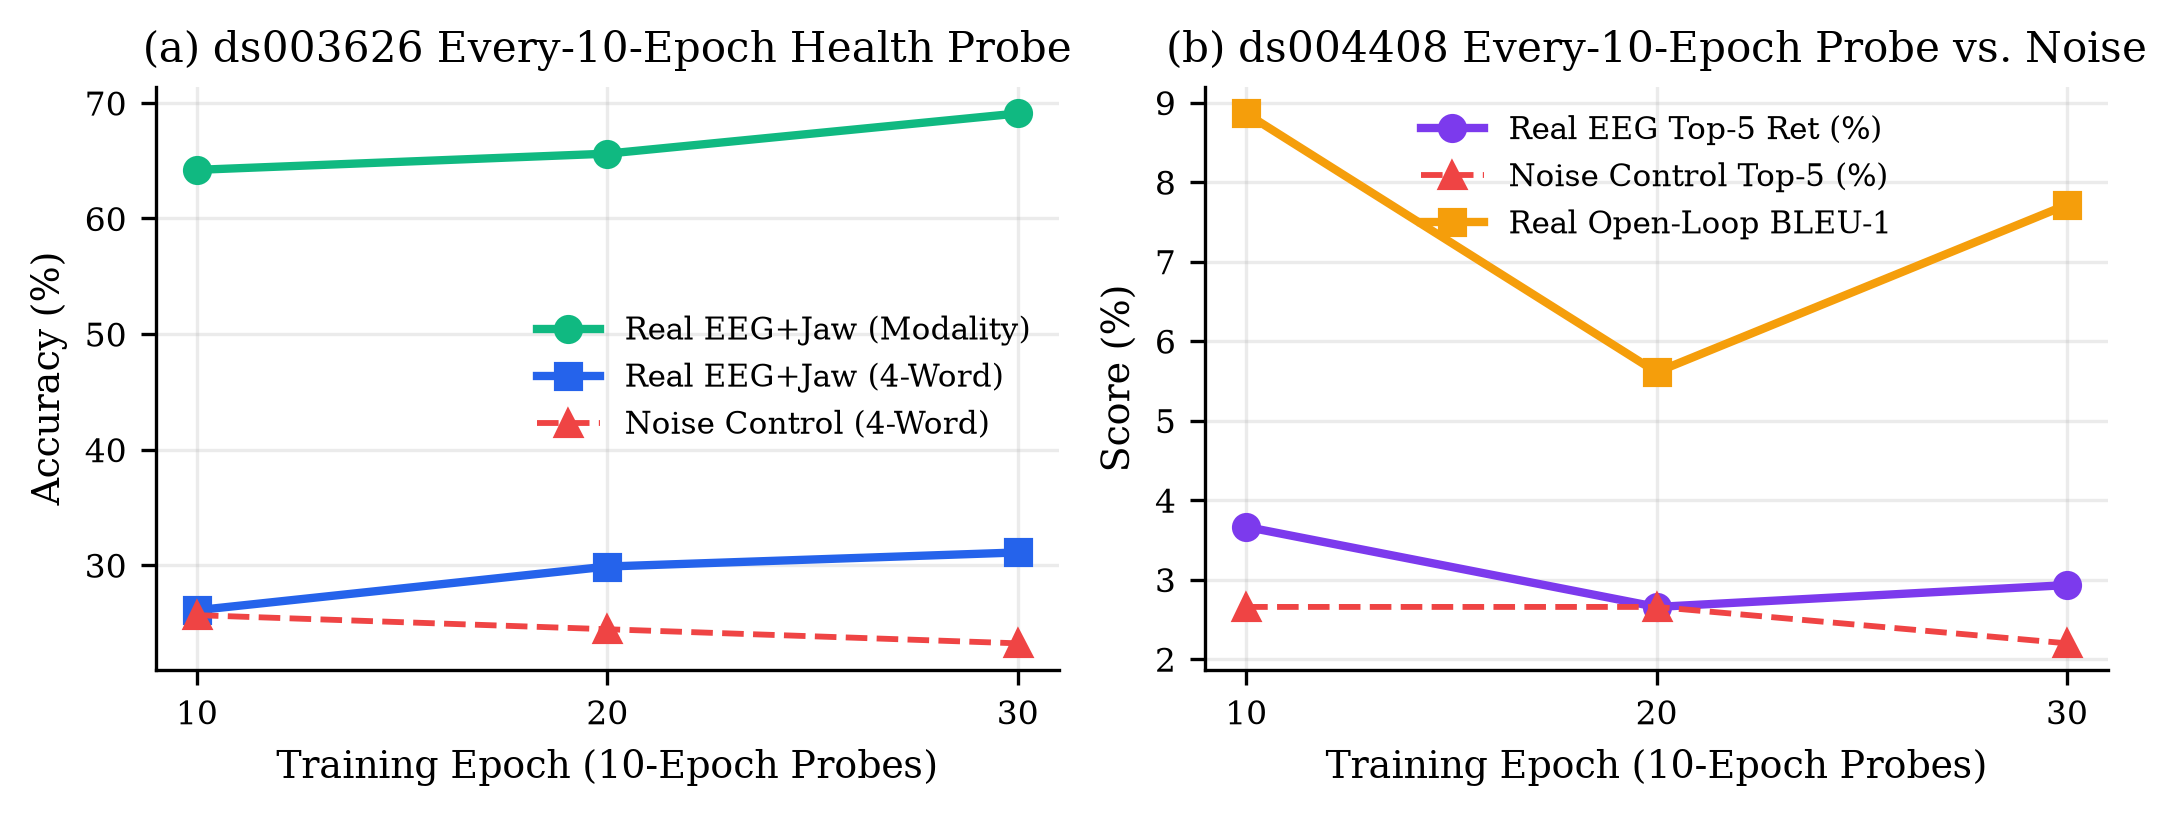 (a) ds003626 Every-10-Epoch Health Probe
70
60
50
40
30
Accuracy (%)
Real EEG+Jaw (Modality)
Real EEG+Jaw (4-Word)
Noise Control (4-Word)
10 20 30
Training Epoch (10-Epoch Probes)
(b) ds004408 Every-10-Epoch Probe vs. Noise
9
8
7
6
5
4
3
2
Score (%)
Real EEG Top-5 Ret (%)
Noise Control Top-5 (%)
Real Open-Loop BLEU-1
10 20 30
Training Epoch (10-Epoch Probes)